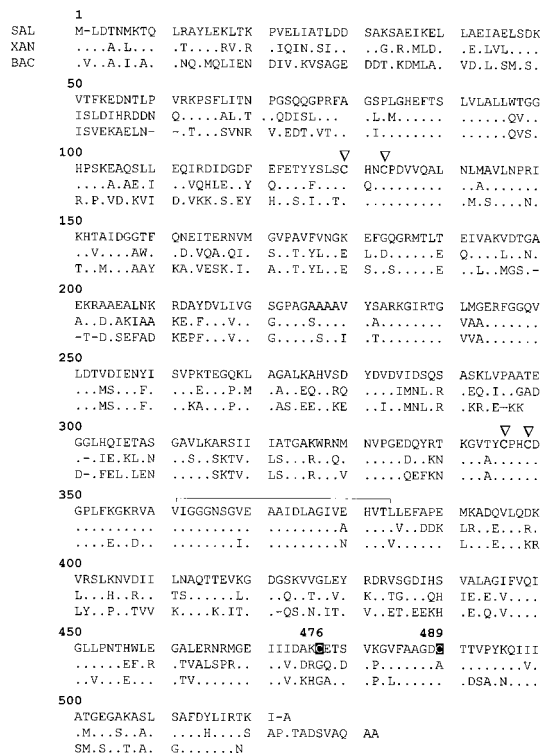 1
SAL M-LDTNMKTQ LRAYLEKLTK PVELIATLDD SAKSAEIKEL LAEIAELSDK
XAN ....A.L... .T....RV.R .IQIN.SI.. ..G.R.MLD. .E.LVL....
BAC .V..A.I.A. .NQ.MQLIEN DIV.KVSAGE DDT.KDMLA. VD.L.SM.S.
50
VTFKEDNTLP VRKPSFLITN PGSQQGPRFA GSPLGHEFTS LVLALLWTGG
ISLDIHRDDN Q....AL.T ..QDISL... .L.M...... .....QV..
ISVEKAELN- -.T...SVNR V.EDT.VT.. ..I....... .....QVS.
▽ ▽
100
HPSKEAQSLL EQIRDIDGDF EFETYYSLSC HNCPDVVQAL NLMAVLNPRI
....A.AE.I ..VQHLE..Y Q....F.... Q......... ...A......
R.P.VD.KVI D.VKK.S.EY H..S.I..T. .......... ..M.S...N.
150
KHTAIDGGTF QNEITERNVM GVPAVFVNGK EFGQGRMTLT EIVAKVDTGA
..V....AW. .D.VQA.QI. S..T.YL..E L.D......E Q....L..N.
T..M...AAY KA.VESK.I. A..T.YL..E S..S.....E ..L..MGS.-
200
EKRAAEALNK RDAYDVLIVG SGPAGAAAAV YSARKGIRTG LMGERFGGQV
A..D.AKIAA KE.F...V.. G....S.... .A........ VAA.......
-T-D.SEFAD KEPF...V.. G....S...I .T........ VVA.......
250
LDTVDIENYI SVPKTEGQKL AGALKAHVSD YDVDVIDSQS ASKLVPAATE
...MS...F. ...E...P.M .A..EQ..RQ ....IMNL.R .EQ.I..GAD
...MS...F. ..KA...P.. .AS.EE..KE ..I.MNL.R .KR.E--KK
▽ ▽
300
GGLHQIETAS GAVLKARSII IATGAKWRNM NVPGEDQYRT KGVTYCPHCD
.-.IE.KL.N ..S..SKTV. LS...R..Q. ....D..KN ...A......
D-.FEL.LEN ....SKTV. LS...R..V .....QEFKN ...A......
350
GPLFKGKRVA VIGGGNSGVE AAIDLAGIVE HVTLLEFAPE MKADQVLQDK
.......... .......... ........A. ....V..DDK LR..E...R.
....E..D.. .......I.. ........N. ...V...... L...E...KR
400
VRSLKNVDII LNAQTTEVKG DGSKVVGLEY RDRVSGDIHS VALAGIFVQI
L...H..R.. TS.....L.. ..Q..T..V. K..TG...QH IE.E.V....
LY..P..TVV K....K.IT. -QS.N.IT. V..ET.EEKH .E.Q.V....
450 476 489
GLLPNTHWLE GALERNRMGE IIIDAKCETS VKGVFAAGDC TTVPYKQIII
......EF.R .TVALSPR.. ..V.DRGQ.D .P.......A ...V......
..V...E... .TV....... ..VKHGA... .P.L...... .DSA.N....
500
ATGEGAKASL SAFDYLIRTK I-A
.M...S..A. ....H....S AP.TADSVAQ AA
SM.S..T.A. G......N